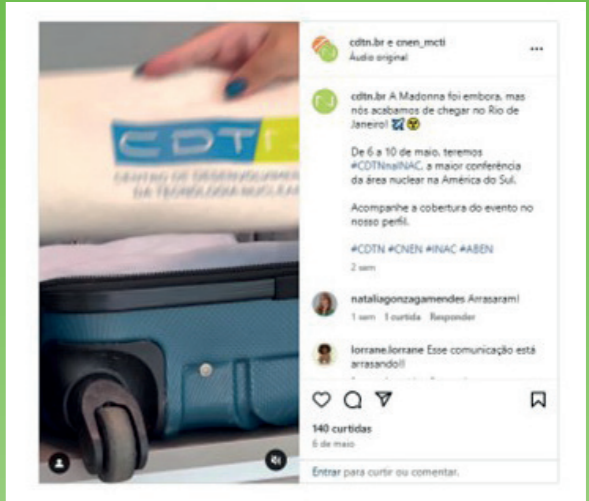 cdtn.br e cnen_mcti
Áudio original
cdtn.br A Madonna foi embora, mas
nós acabamos de chegar no Rio de
Janeiro!
De 6 a 10 de maio, teremos
#CDTNnaINAC, a maior conferência
da área nuclear na América do Sul.
Acompanhe a cobertura do evento no
nosso perfil.
#CDTN #CNEN #INAC #ABEN
2 sem
nataliagonzagamendes Arrasaram!
1 sem 1 curtida Responder
lorrane.lorrane Esse comunicação está
arrasando!!
140 curtidas
6 de maio
Entrar para curtir ou comentar.
CDT
CENTRO DE DESENVOLVIMEN
DA TECNOLOGIA NUCLEAR